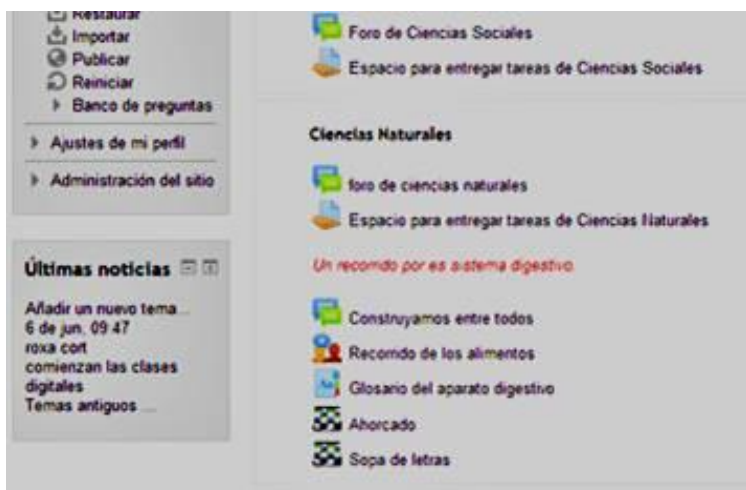 Restaurar
Importar
Publicar
Reiniciar
Banco de preguntas
Ajustes de mi perfil
Administración del sitio
Últimas noticias
Añadir un nuevo tema...
6 de jun, 09:47
roxa cort
comienzan las clases
digitales
Temas antiguos ...
Foro de Ciencias Sociales
Espacio para entregar tareas de Ciencias Sociales
Ciencias Naturales
foro de ciencias naturales
Espacio para entregar tareas de Ciencias Naturales
Un recorrido por es sistema digestivo.
Construyamos entre todos
Recorrido de los alimentos
Glosario del aparato digestivo
Ahorcado
Sopa de letras